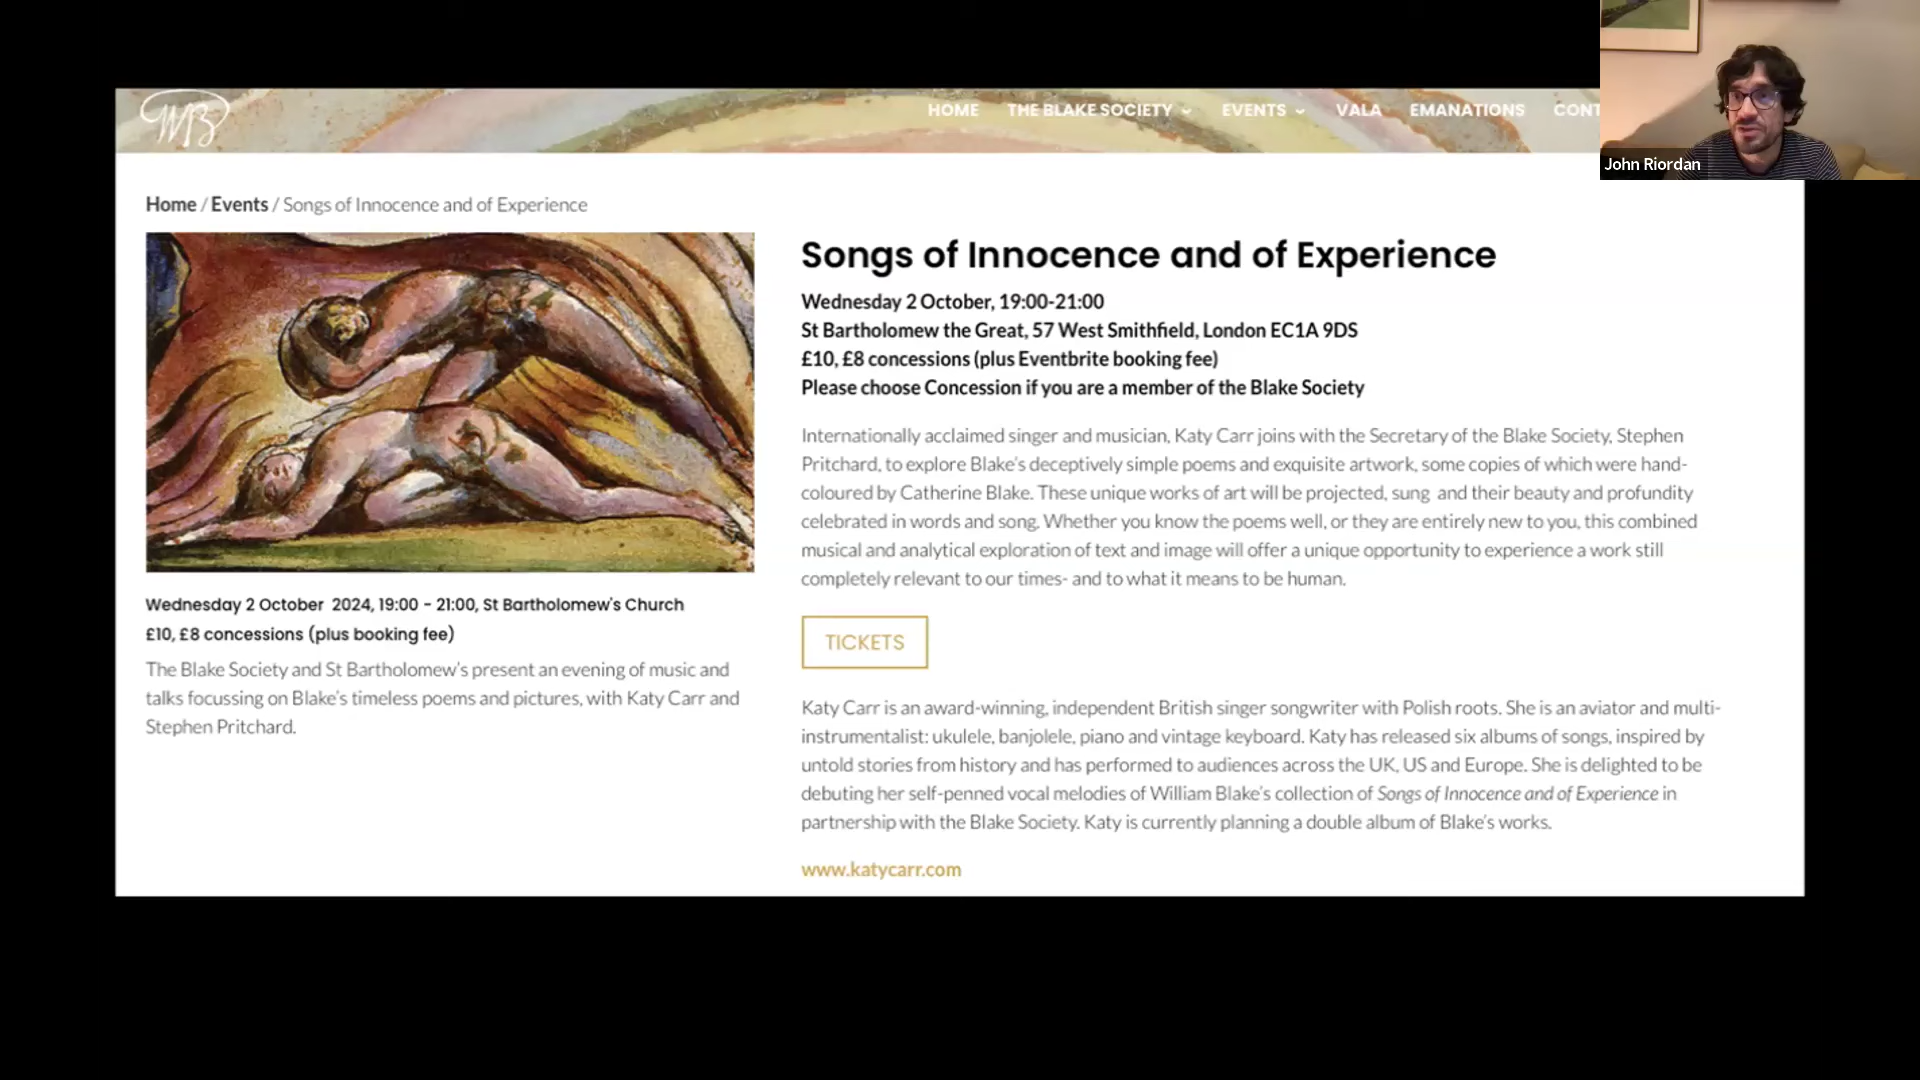 WB
HOME THE BLAKE SOCIETY EVENTS VALA EMANATIONS CONT
John Riordan
Home / Events / Songs of Innocence and of Experience
Songs of Innocence and of Experience
Wednesday 2 October, 19:00-21:00
St Bartholomew the Great, 57 West Smithfield, London EC1A 9DS
£10, £8 concessions (plus Eventbrite booking fee)
Please choose Concession if you are a member of the Blake Society
Internationally acclaimed singer and musician, Katy Carr joins with the Secretary of the Blake Society, Stephen
Pritchard, to explore Blake's deceptively simple poems and exquisite artwork, some copies of which were hand-
coloured by Catherine Blake. These unique works of art will be projected, sung and their beauty and profundity
celebrated in words and song. Whether you know the poems well, or they are entirely new to you, this combined
musical and analytical exploration of text and image will offer a unique opportunity to experience a work still
completely relevant to our times- and to what it means to be human.
TICKETS
Katy Carr is an award-winning, independent British singer songwriter with Polish roots. She is an aviator and multi-
instrumentalist: ukulele, banjolele, piano and vintage keyboard. Katy has released six albums of songs, inspired by
untold stories from history and has performed to audiences across the UK, US and Europe. She is delighted to be
debuting her self-penned vocal melodies of William Blake's collection of Songs of Innocence and of Experience in
partnership with the Blake Society. Katy is currently planning a double album of Blake's works.
www.katycarr.com
Wednesday 2 October 2024, 19:00 - 21:00, St Bartholomew's Church
£10, £8 concessions (plus booking fee)
The Blake Society and St Bartholomew's present an evening of music and
talks focussing on Blake's timeless poems and pictures, with Katy Carr and
Stephen Pritchard.